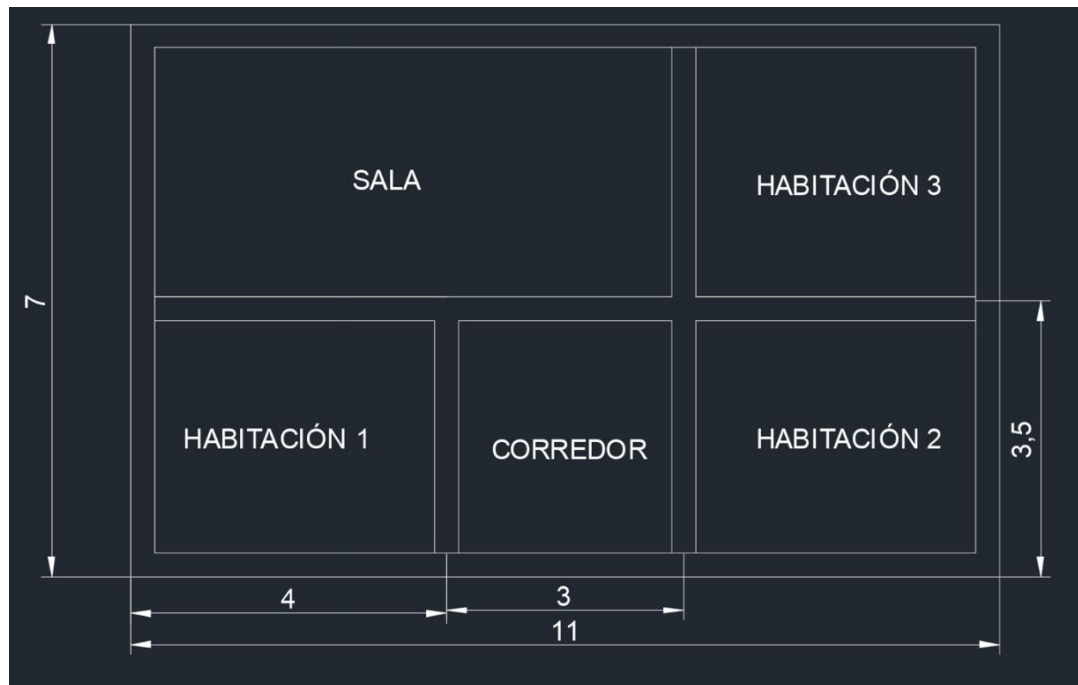 SALA
HABITACIÓN 3
7
HABITACIÓN 1
CORREDOR
HABITACIÓN 2
3,5
4
3
11